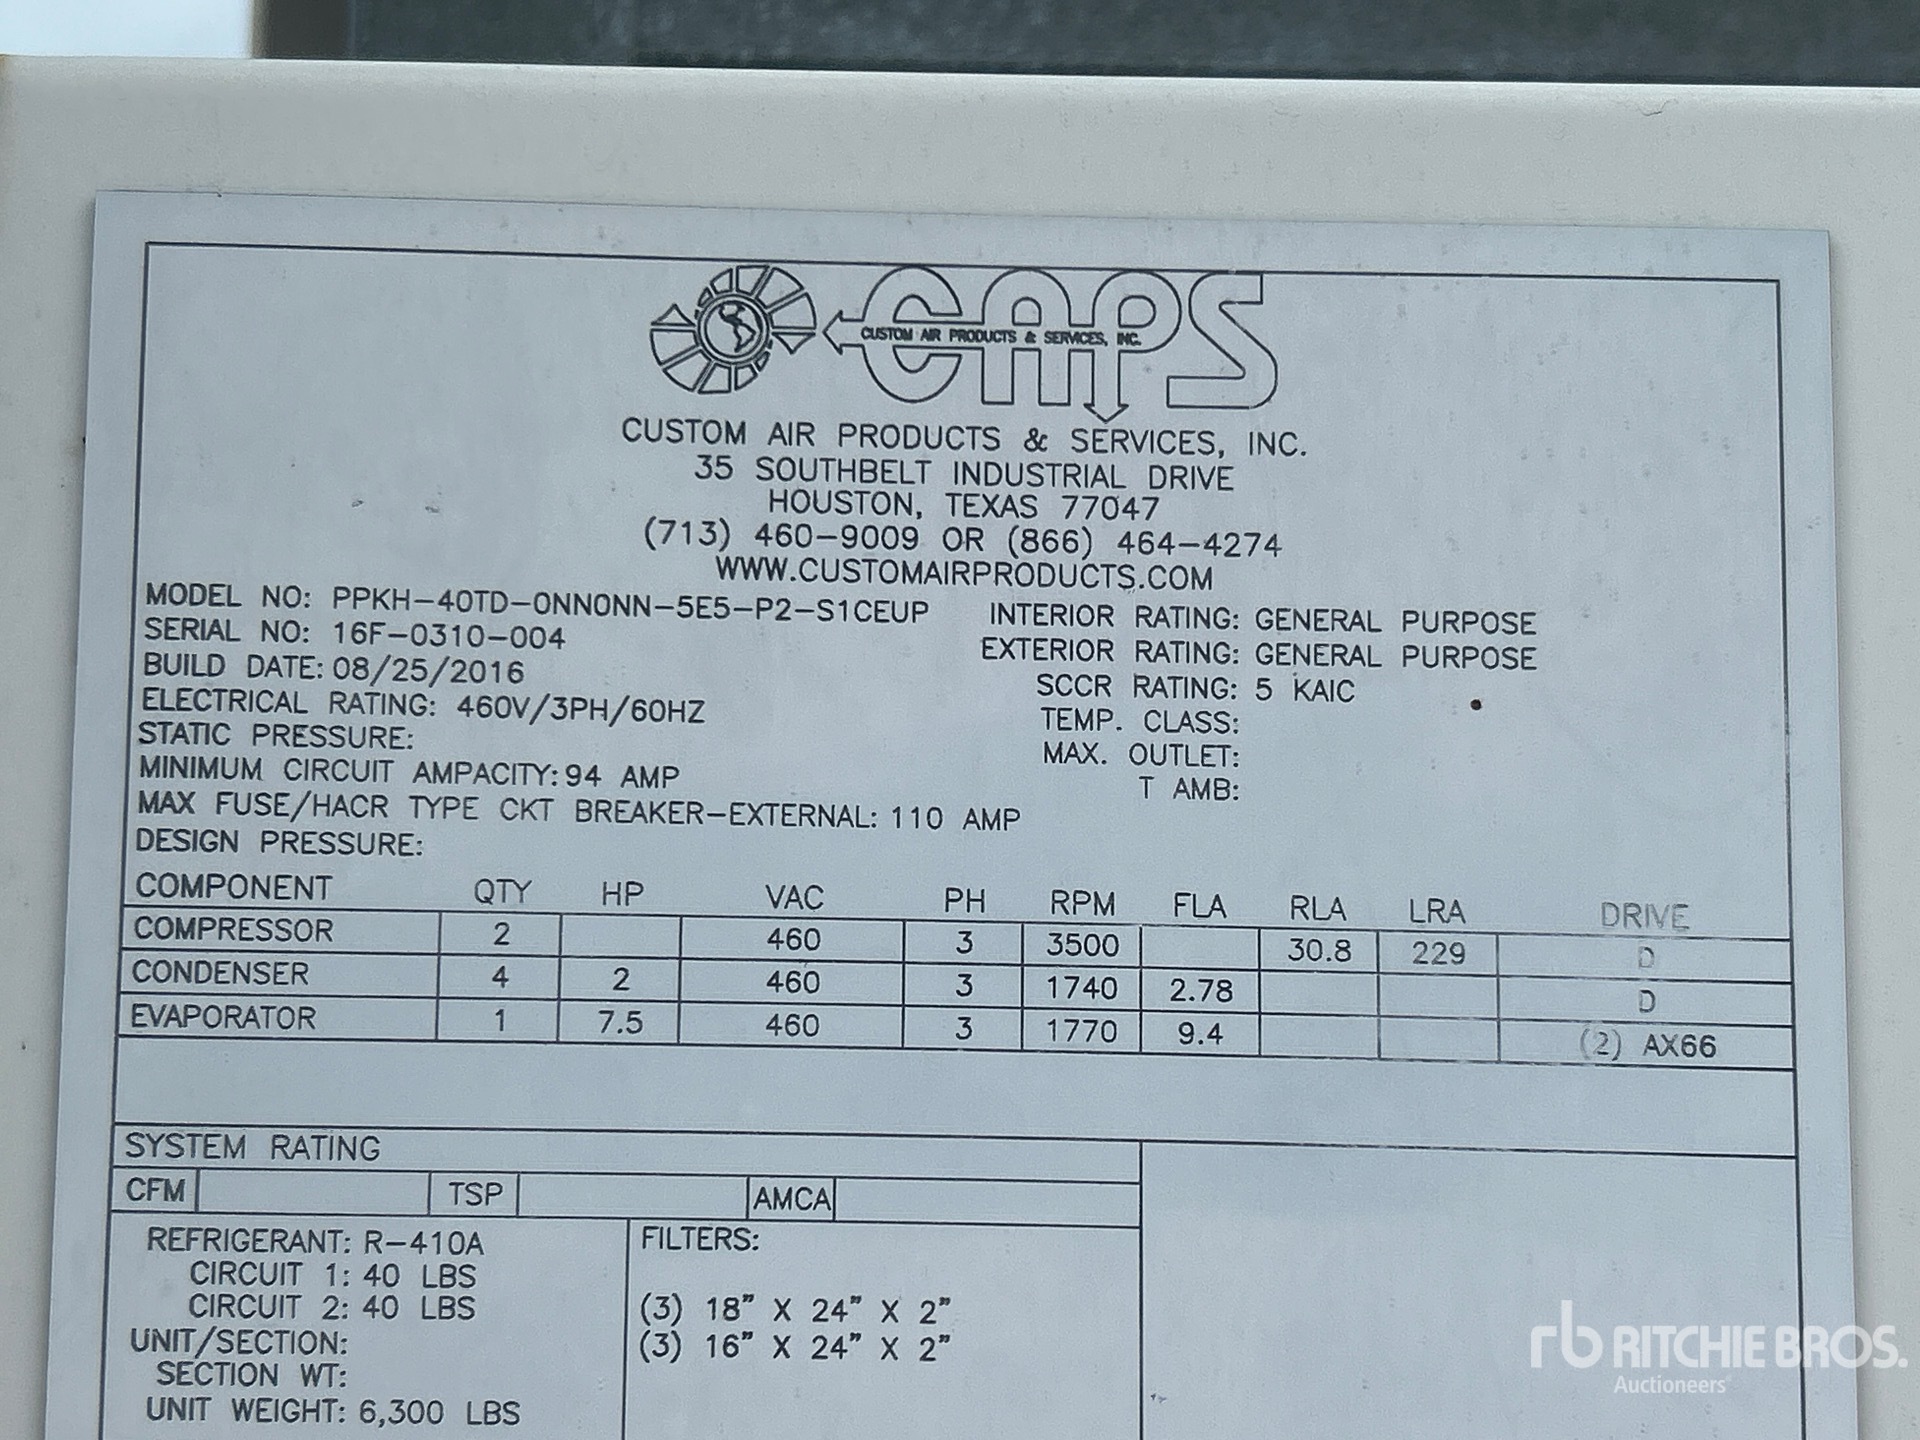 CAPS
CUSTOM AIR PRODUCTS & SERVICES, INC.
CUSTOM AIR PRODUCTS & SERVICES, INC.
35 SOUTHBELT INDUSTRIAL DRIVE
HOUSTON, TEXAS 77047
(713) 460-9009 OR (866) 464-4274
WWW.CUSTOMAIRPRODUCTS.COM
MODEL NO: PPKH-40TD-0NN0NN-5E5-P2-S1CEUP
SERIAL NO: 16F-0310-004
BUILD DATE: 08/25/2016
ELECTRICAL RATING: 460V/3PH/60HZ
STATIC PRESSURE:
MINIMUM CIRCUIT AMPACITY: 94 AMP
MAX FUSE/HACR TYPE CKT BREAKER-EXTERNAL: 110 AMP
DESIGN PRESSURE:
INTERIOR RATING: GENERAL PURPOSE
EXTERIOR RATING: GENERAL PURPOSE
SCCR RATING: 5 KAIC
TEMP. CLASS:
MAX. OUTLET:
T AMB:
COMPONENT QTY HP VAC PH RPM FLA RLA LRA DRIVE
COMPRESSOR 2 460 3 3500 30.8 229 D
CONDENSER 4 2 460 3 1740 2.78 D
EVAPORATOR 1 7.5 460 3 1770 9.4 (2) AX66
SYSTEM RATING
CFM TSP AMCA
REFRIGERANT: R-410A
CIRCUIT 1: 40 LBS
CIRCUIT 2: 40 LBS
UNIT/SECTION:
SECTION WT:
UNIT WEIGHT: 6,300 LBS
FILTERS:
(3) 18" X 24" X 2"
(3) 16" X 24" X 2"
rb RITCHIE BROS.
Auctioneers